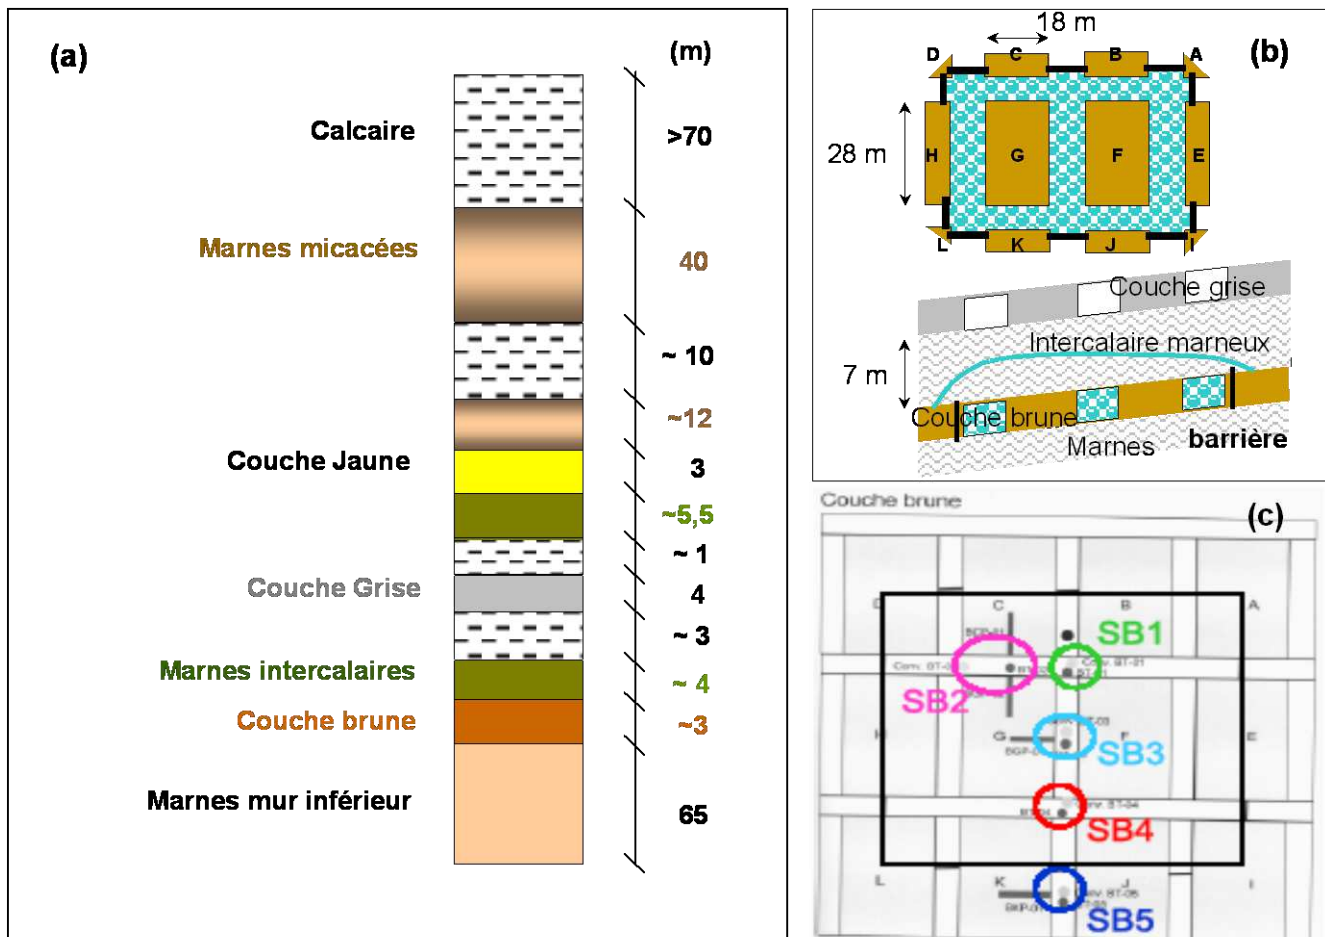 (a)
(m)
Calcaire
>70
Marnes micacées
40
~ 10
~12
Couche Jaune
3
~5,5
~ 1
Couche Grise
4
~ 3
Marnes intercalaires
~ 4
Couche brune
~3
Marnes mur inférieur
65
(b)
18 m
D
C
B
A
28 m
H
G
F
E
L
K
J
I
Couche grise
Intercalaire marneux
7 m
Couche brune
Marnes
barrière
Couche brune
(c)
D
C
B
A
SB1
SB2
H
G
F
E
SB3
SB4
L
K
J
I
SB5